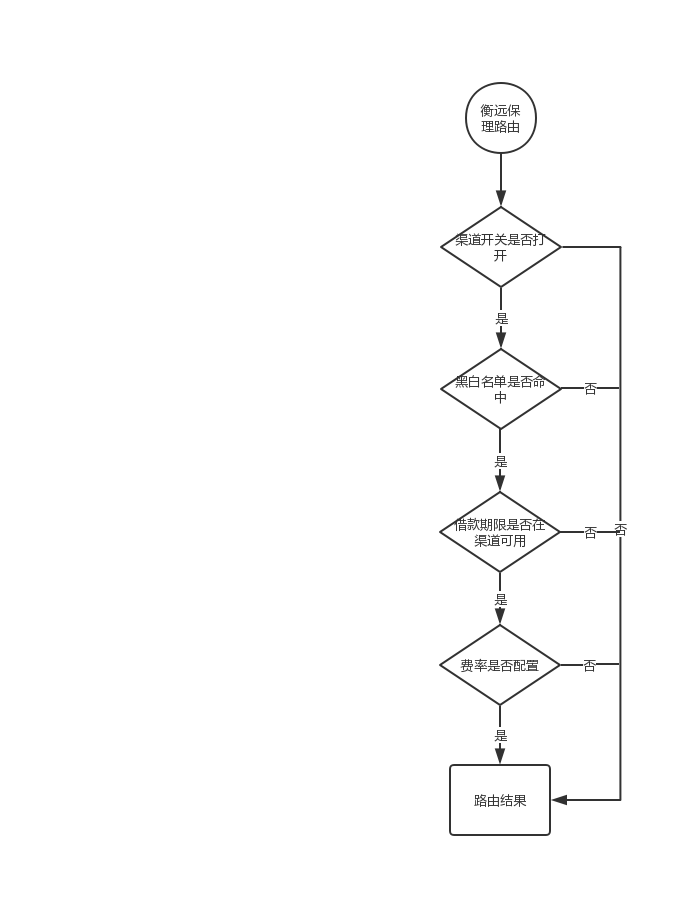 衡远保
理路由
渠道开关是否打
开
是
黑白名单是否命
中
否
是
借款期限是否在
渠道可用
否
否
是
费率是否配置
否
是
路由结果